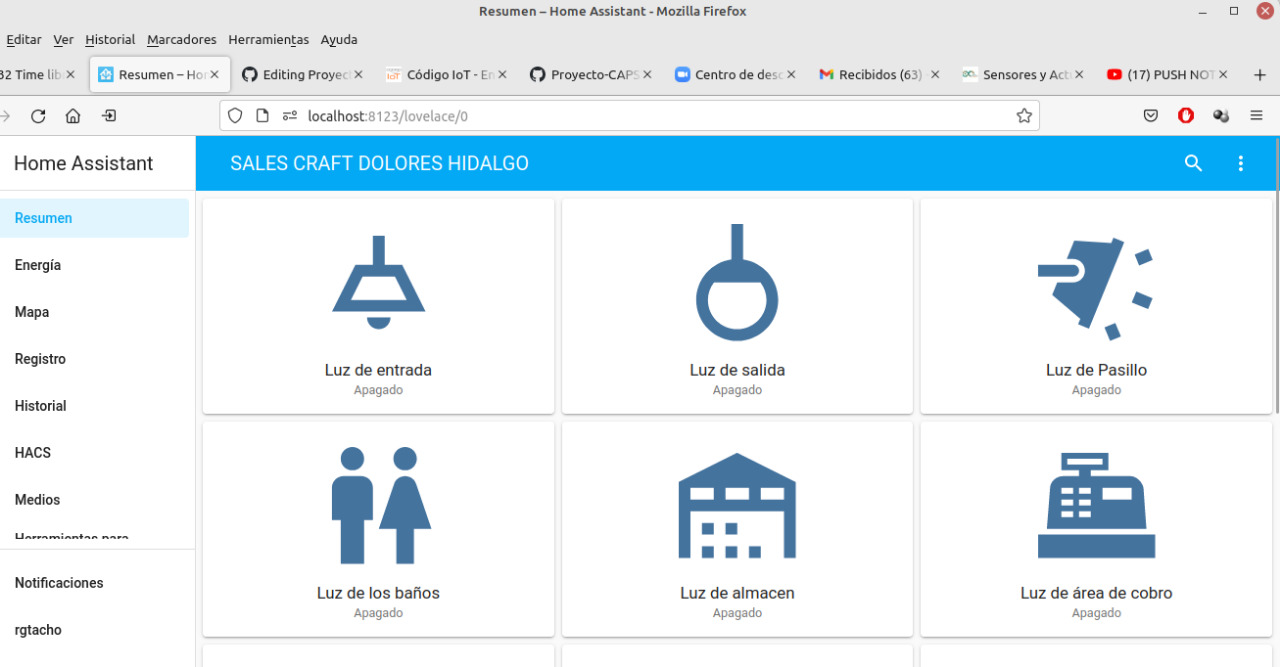 Resumen – Home Assistant - Mozilla Firefox
Editar Ver Historial Marcadores Herramientas Ayuda
32 Time lib
Resumen – Hor
Editing Proyec
Código IoT - En
Proyecto-CAPS
Centro de desc
Recibidos (63)
Sensores y Act
(17) PUSH NOT
localhost:8123/lovelace/0
Home Assistant
SALES CRAFT DOLORES HIDALGO
Resumen
Energía
Mapa
Registro
Historial
HACS
Medios
Herramientas para
Notificaciones
rgtacho
Luz de entrada
Apagado
Luz de salida
Apagado
Luz de Pasillo
Apagado
Luz de los baños
Apagado
Luz de almacen
Apagado
Luz de área de cobro
Apagado